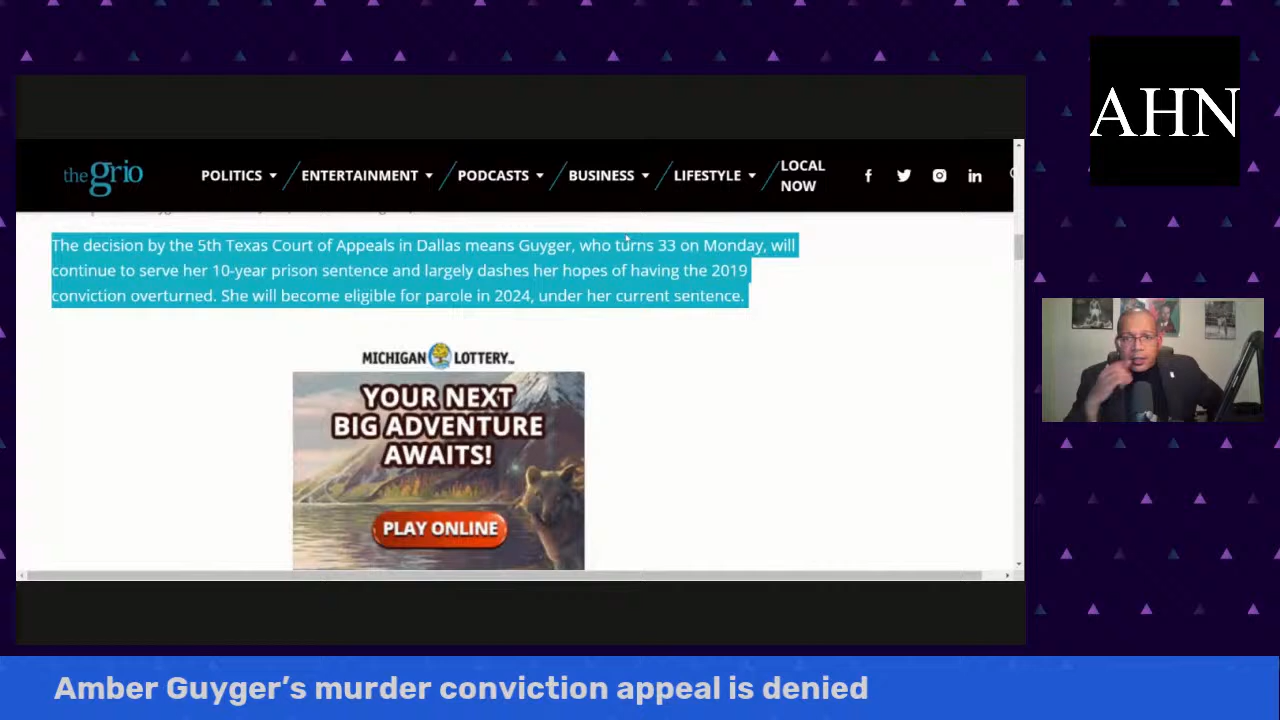 AHN
the grio
POLITICS
ENTERTAINMENT
PODCASTS
BUSINESS
LIFESTYLE
LOCAL
NOW
The decision by the 5th Texas Court of Appeals in Dallas means Guyger, who turns 33 on Monday, will
continue to serve her 10-year prison sentence and largely dashes her hopes of having the 2019
conviction overturned. She will become eligible for parole in 2024, under her current sentence.
MICHIGAN LOTTERY
YOUR NEXT
BIG ADVENTURE
AWAITS!
PLAY ONLINE
Amber Guyger’s murder conviction appeal is denied